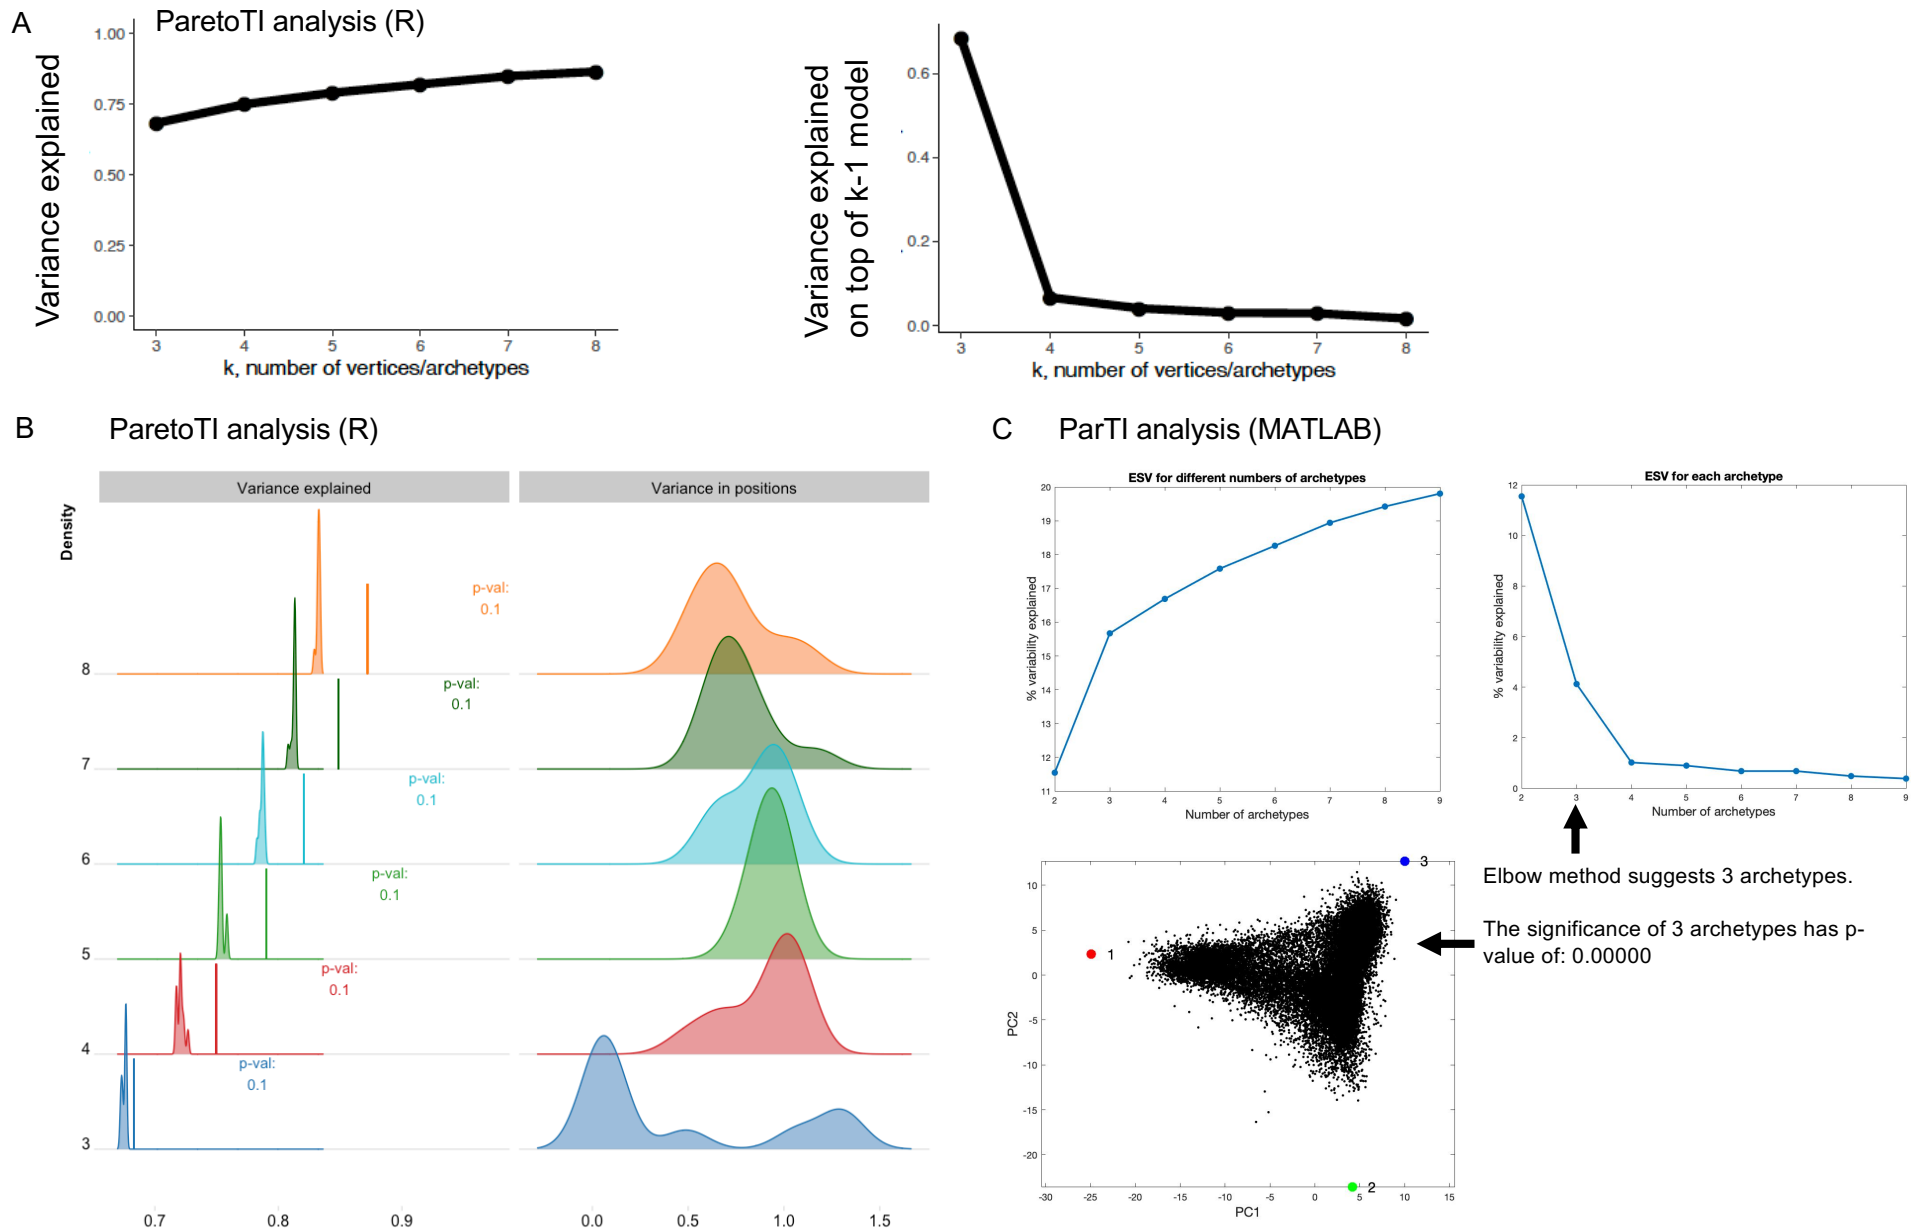 A
ParetoTI analysis (R)
Variance explained
1.00
0.75
0.50
0.25
0.00
3 4 5 6 7 8
k, number of vertices/archetypes
Variance explained
on top of k-1 model
0.6
0.4
0.2
0.0
3 4 5 6 7 8
k, number of vertices/archetypes
B
ParetoTI analysis (R)
Variance explained
Variance in positions
Density
p-val:
0.1
8
p-val:
0.1
7
p-val:
0.1
6
p-val:
0.1
5
p-val:
0.1
4
p-val:
0.1
3
0.7 0.8 0.9
0.0 0.5 1.0 1.5
C
ParTI analysis (MATLAB)
ESV for different numbers of archetypes
% variability explained
20
19
18
17
16
15
14
13
12
11
2 3 4 5 6 7 8 9
Number of archetypes
ESV for each archetype
% variability explained
12
10
8
6
4
2
0
2 3 4 5 6 7 8 9
Number of archetypes
Elbow method suggests 3 archetypes.
The significance of 3 archetypes has p-
value of: 0.00000
3
1
2
PC2
10
5
0
-5
-10
-15
-20
-30 -25 -20 -15 -10 -5 0 5 10 15
PC1